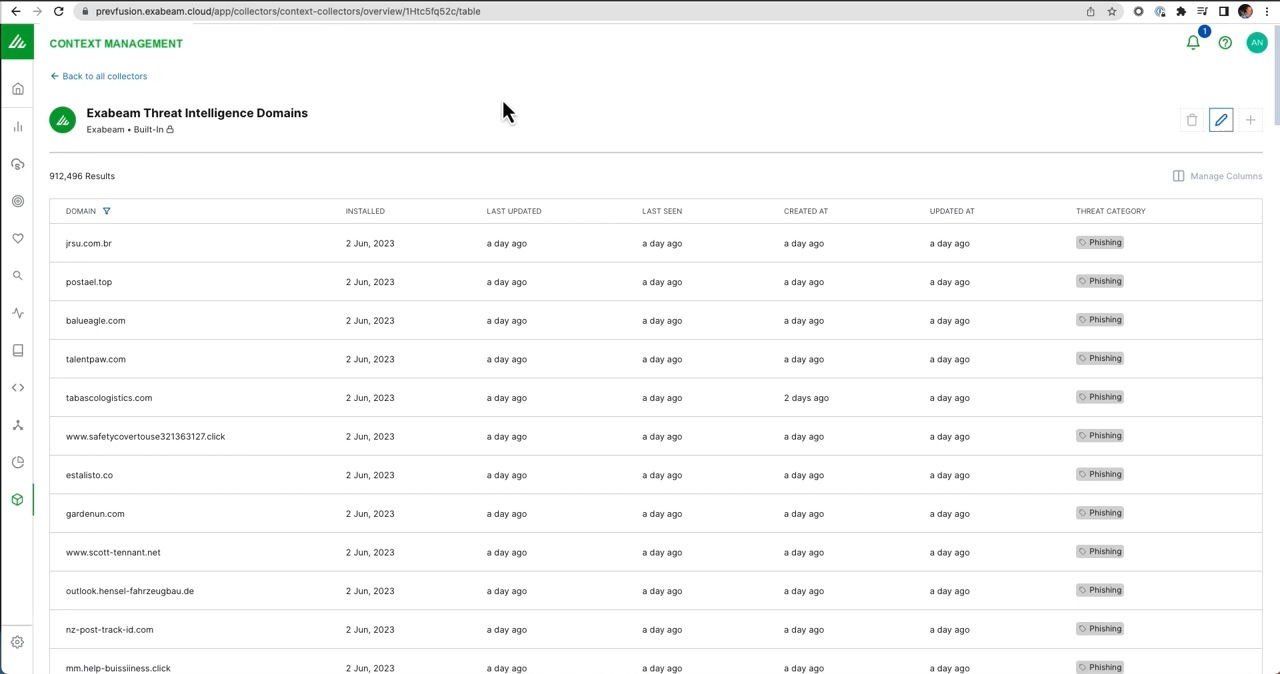 prevfusion.exabeam.cloud/app/collectors/context-collectors/overview/1Htc5fq52c/table
CONTEXT MANAGEMENT
1
AN
Back to all collectors
Exabeam Threat Intelligence Domains
Exabeam • Built-In
912,496 Results
Manage Columns
DOMAIN INSTALLED LAST UPDATED LAST SEEN CREATED AT UPDATED AT THREAT CATEGORY
jrsu.com.br 2 Jun, 2023 a day ago a day ago a day ago a day ago Phishing
postael.top 2 Jun, 2023 a day ago a day ago a day ago a day ago Phishing
balueagle.com 2 Jun, 2023 a day ago a day ago a day ago a day ago Phishing
talentpaw.com 2 Jun, 2023 a day ago a day ago a day ago a day ago Phishing
tabascologistics.com 2 Jun, 2023 a day ago a day ago 2 days ago a day ago Phishing
www.safetycovertouse321363127.click 2 Jun, 2023 a day ago a day ago a day ago a day ago Phishing
estalisto.co 2 Jun, 2023 a day ago a day ago a day ago a day ago Phishing
gardenun.com 2 Jun, 2023 a day ago a day ago a day ago a day ago Phishing
www.scott-tennant.net 2 Jun, 2023 a day ago a day ago a day ago a day ago Phishing
outlook.hensel-fahrzeugbau.de 2 Jun, 2023 a day ago a day ago a day ago a day ago Phishing
nz-post-track-id.com 2 Jun, 2023 a day ago a day ago a day ago a day ago Phishing
mm.help-buissiiness.click 2 Jun, 2023 a day ago a day ago a day ago a day ago Phishing